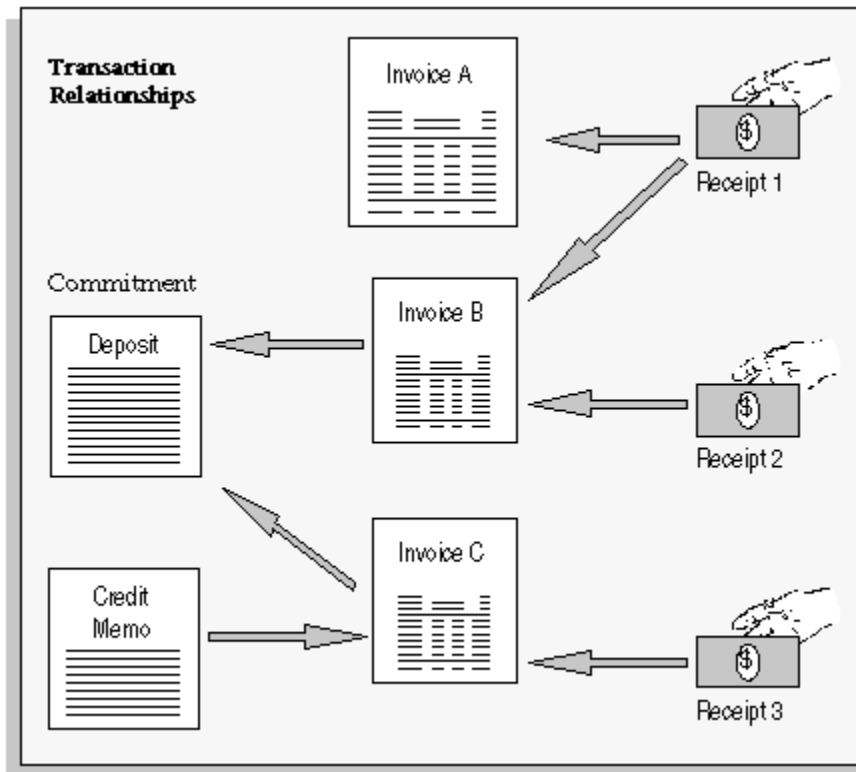 Transaction
Relationships
Invoice A
$
Receipt 1
Commitment
Deposit
Invoice B
$
Receipt 2
Credit
Memo
Invoice C
$
Receipt 3